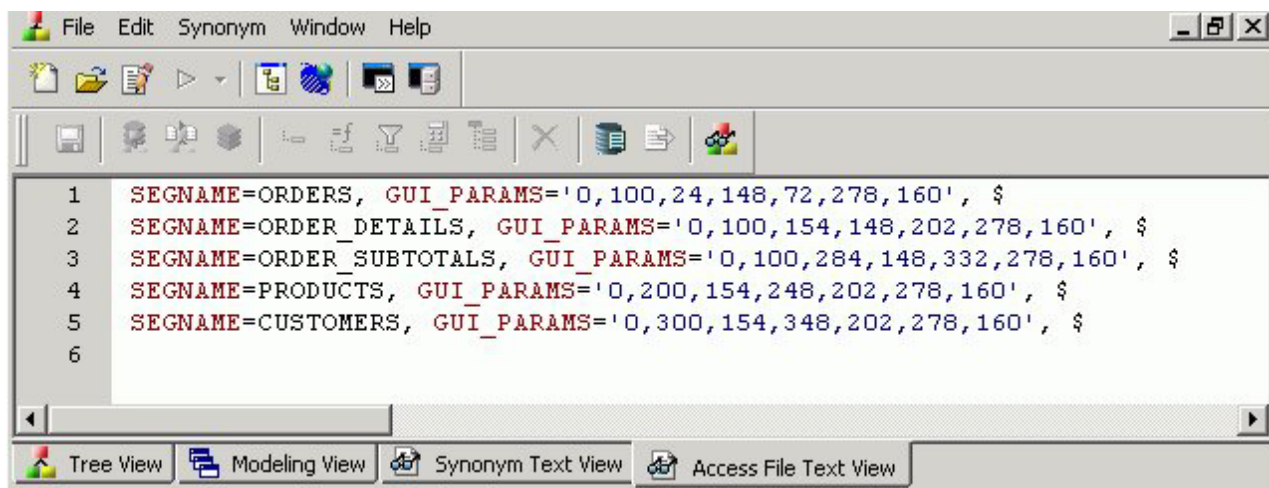 File Edit Synonym Window Help
1 SEGNAME=ORDERS, GUI_PARAMS='0,100,24,148,72,278,160', $
2 SEGNAME=ORDER_DETAILS, GUI_PARAMS='0,100,154,148,202,278,160', $
3 SEGNAME=ORDER_SUBTOTALS, GUI_PARAMS='0,100,284,148,332,278,160', $
4 SEGNAME=PRODUCTS, GUI_PARAMS='0,200,154,248,202,278,160', $
5 SEGNAME=CUSTOMERS, GUI_PARAMS='0,300,154,348,202,278,160', $
6
Tree View Modeling View Synonym Text View Access File Text View